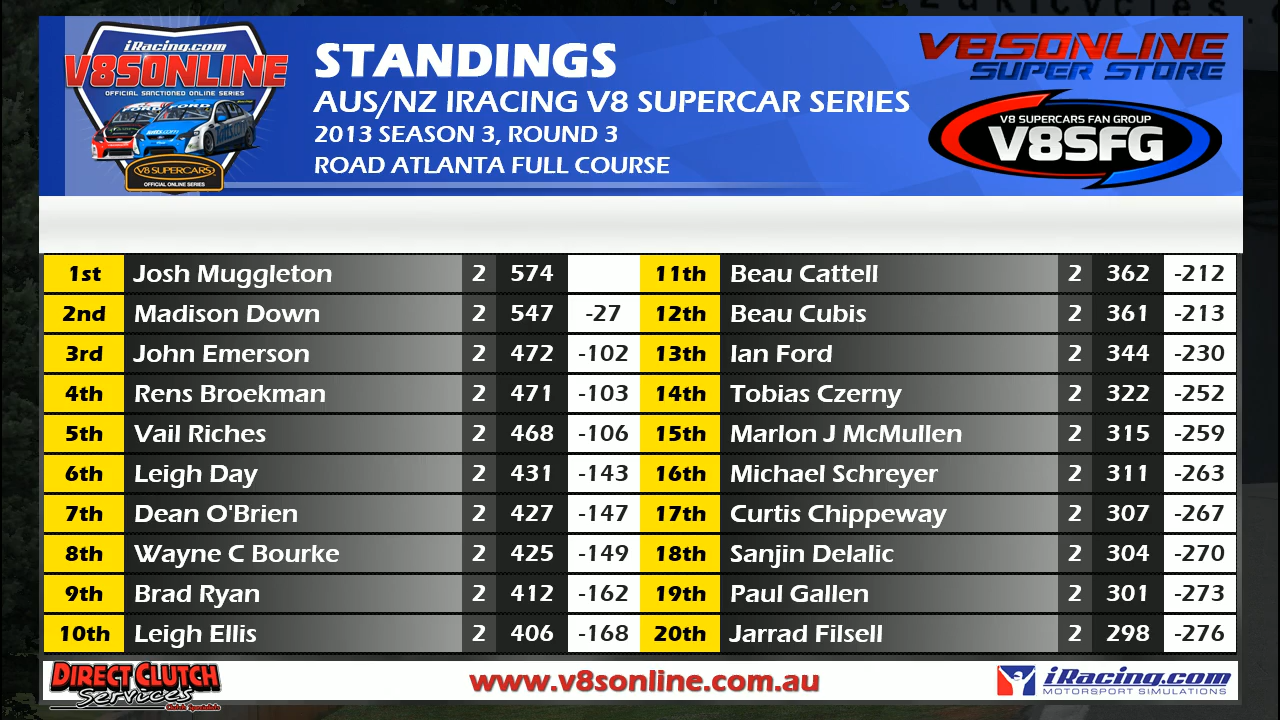 zukicycles.
iRacing.com
V8SONLINE
OFFICIAL SANCTIONED ONLINE SERIES
V8 SUPERCARS
OFFICIAL ONLINE SERIES
STANDINGS
AUS/NZ IRACING V8 SUPERCAR SERIES
2013 SEASON 3, ROUND 3
ROAD ATLANTA FULL COURSE
V8SONLINE
SUPER STORE
V8 SUPERCARS FAN GROUP
V8SFG
1st Josh Muggleton 2 574
2nd Madison Down 2 547 -27
3rd John Emerson 2 472 -102
4th Rens Broekman 2 471 -103
5th Vail Riches 2 468 -106
6th Leigh Day 2 431 -143
7th Dean O'Brien 2 427 -147
8th Wayne C Bourke 2 425 -149
9th Brad Ryan 2 412 -162
10th Leigh Ellis 2 406 -168
11th Beau Cattell 2 362 -212
12th Beau Cubis 2 361 -213
13th Ian Ford 2 344 -230
14th Tobias Czerny 2 322 -252
15th Marlon J McMullen 2 315 -259
16th Michael Schreyer 2 311 -263
17th Curtis Chippeway 2 307 -267
18th Sanjin Delalic 2 304 -270
19th Paul Gallen 2 301 -273
20th Jarrad Filsell 2 298 -276
DIRECT CLUTCH
Services
Clutch Specialists
www.v8sonline.com.au
iRacing.com
MOTORSPORT SIMULATIONS